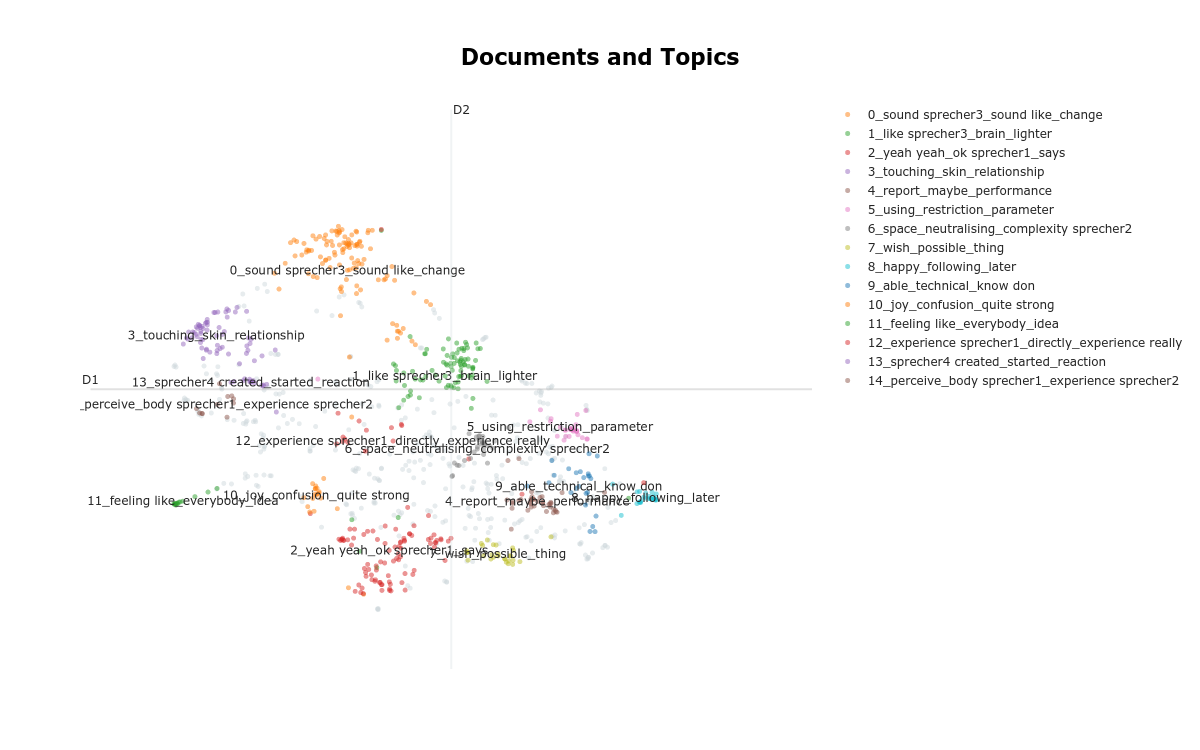 Documents and Topics
D2
0_sound sprecher3_sound like_change
1_like sprecher3_brain_lighter
2_yeah yeah_ok sprecher1_says
3_touching_skin_relationship
4_report_maybe_performance
5_using_restriction_parameter
6_space_neutralising_complexity sprecher2
7_wish_possible_thing
8_happy_following_later
9_able_technical_know don
10_joy_confusion_quite strong
11_feeling like_everybody_idea
12_experience sprecher1_directly_experience really
13_sprecher4 created_started_reaction
14_perceive_body sprecher1_experience sprecher2
0_sound sprecher3_sound like_change
3_touching_skin_relationship
1_like sprecher3_brain_lighter
D1
13_sprecher4 created_started_reaction
_perceive_body sprecher1_experience sprecher2
5_using_restriction_parameter
12_experience sprecher1_directly_experience really
6_space_neutralising_complexity sprecher2
9_able_technical_know don
10_joy_confusion_quite strong
8_happy_following_later
11_feeling like_everybody_idea
4_report_maybe_performance
2_yeah yeah_ok sprecher1_says
7_wish_possible_thing